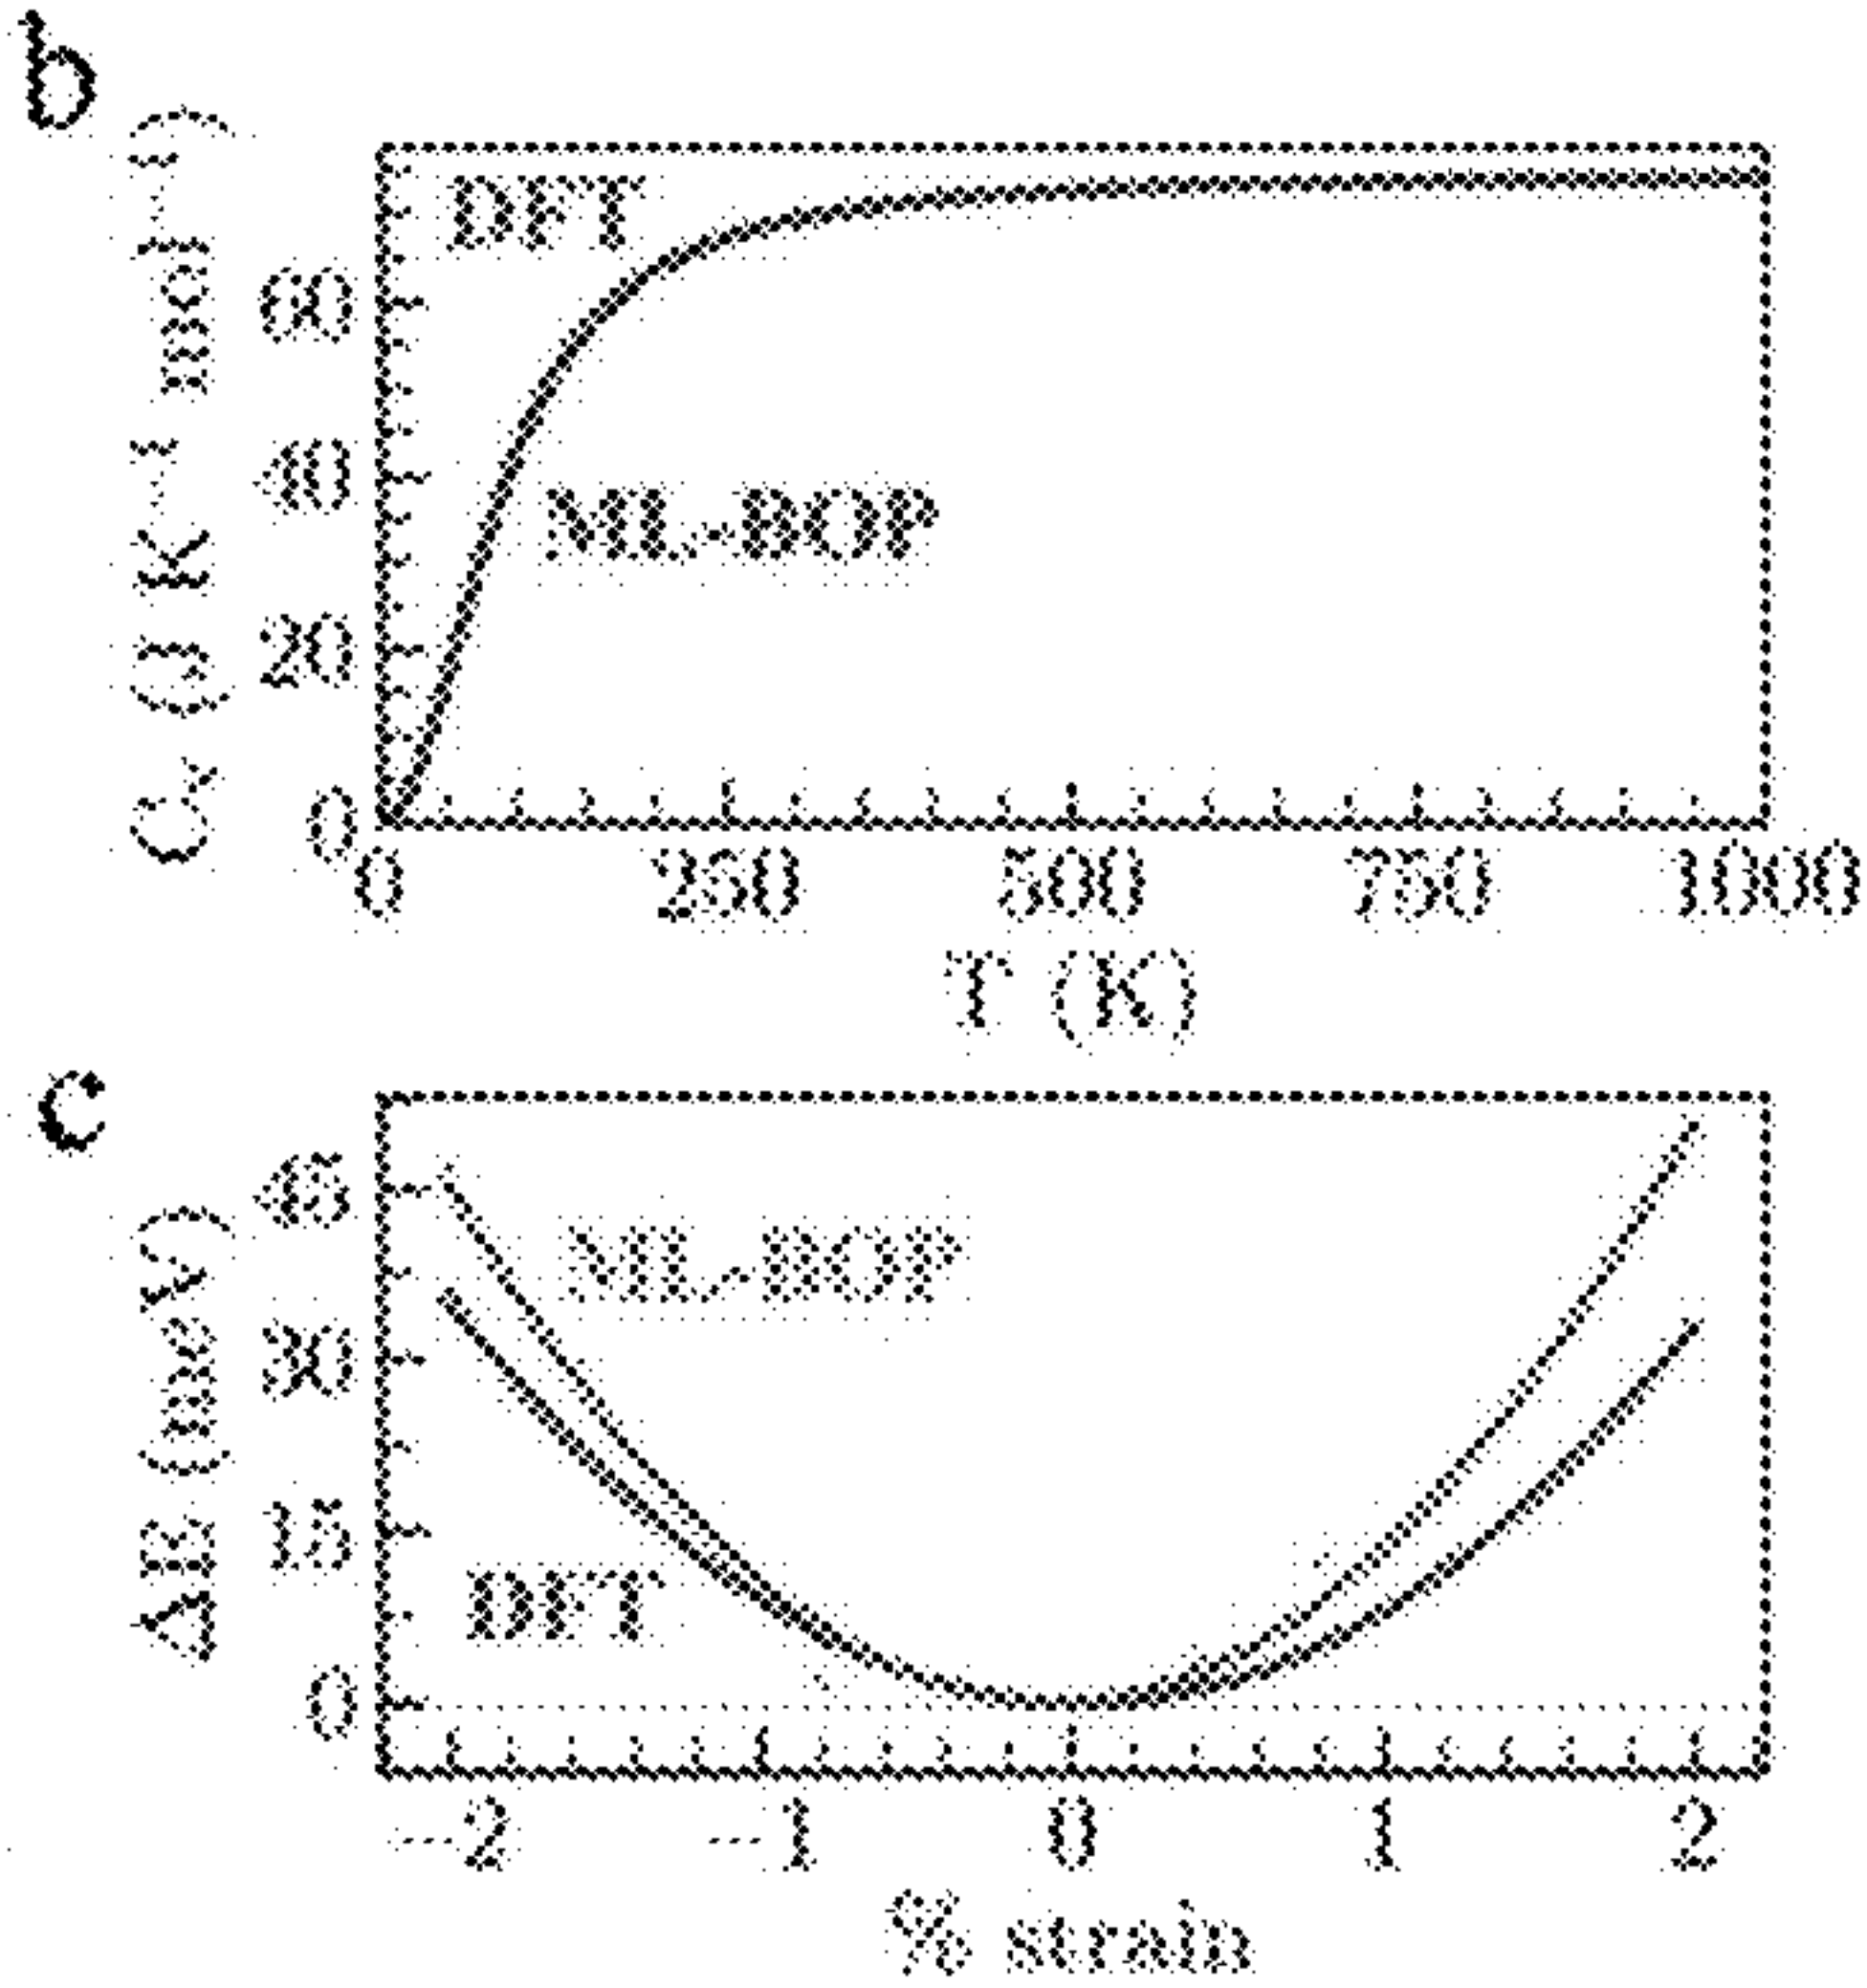 b
Cv (J K⁻¹ mol⁻¹)
60
40
20
0
DFT
ML-BOP
0 250 500 750 1000
T (K)
c
ΔE (meV)
45
30
15
0
ML-BOP
DFT
−2 −1 0 1 2
% strain